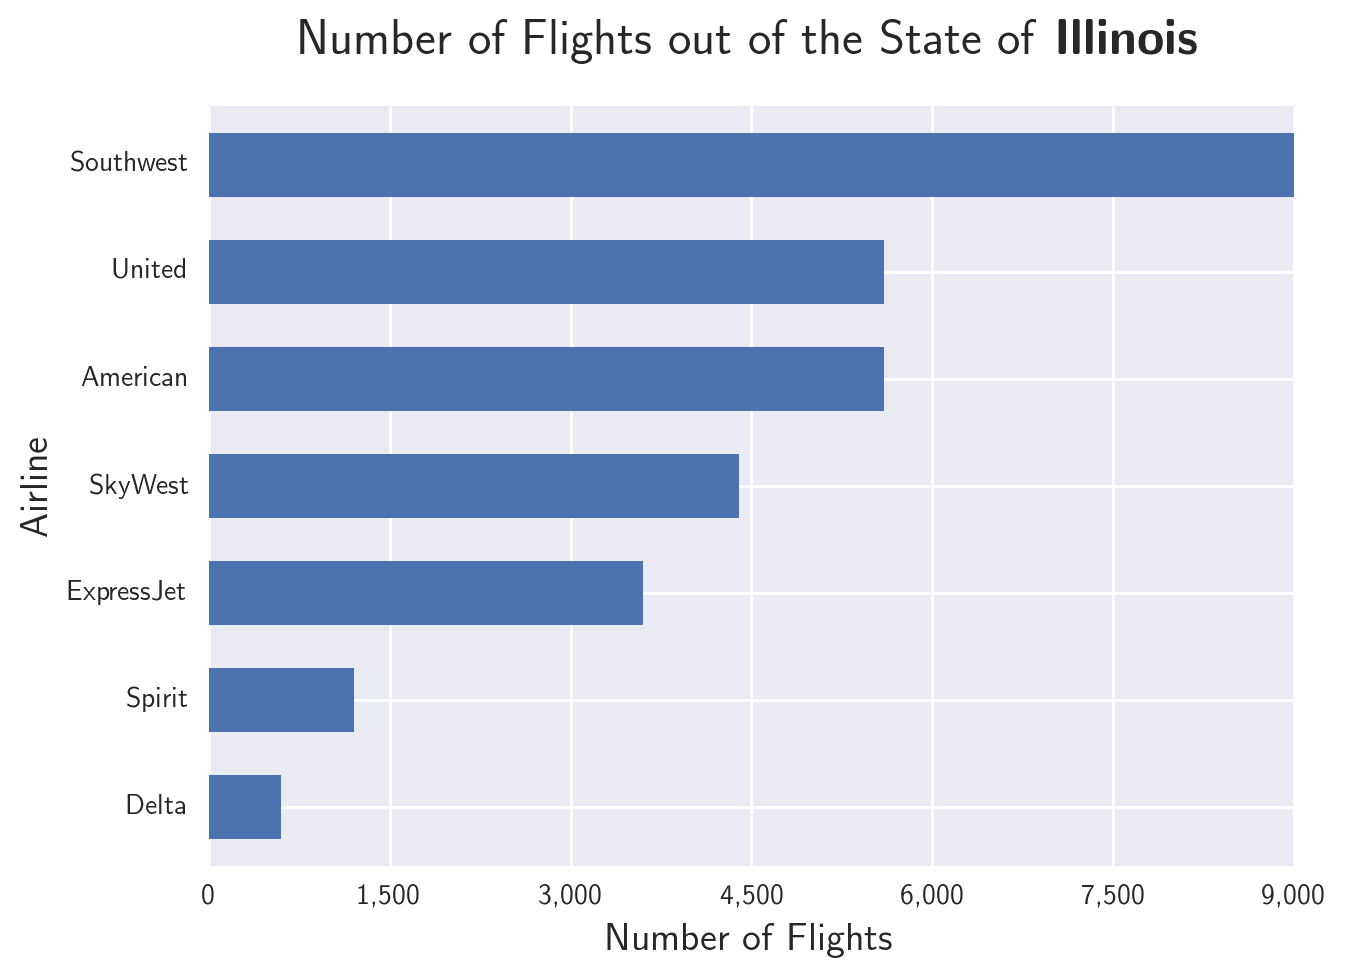 Number of Flights out of the State of Illinois
Southwest
United
American
SkyWest
ExpressJet
Spirit
Delta
Airline
0 1,500 3,000 4,500 6,000 7,500 9,000
Number of Flights